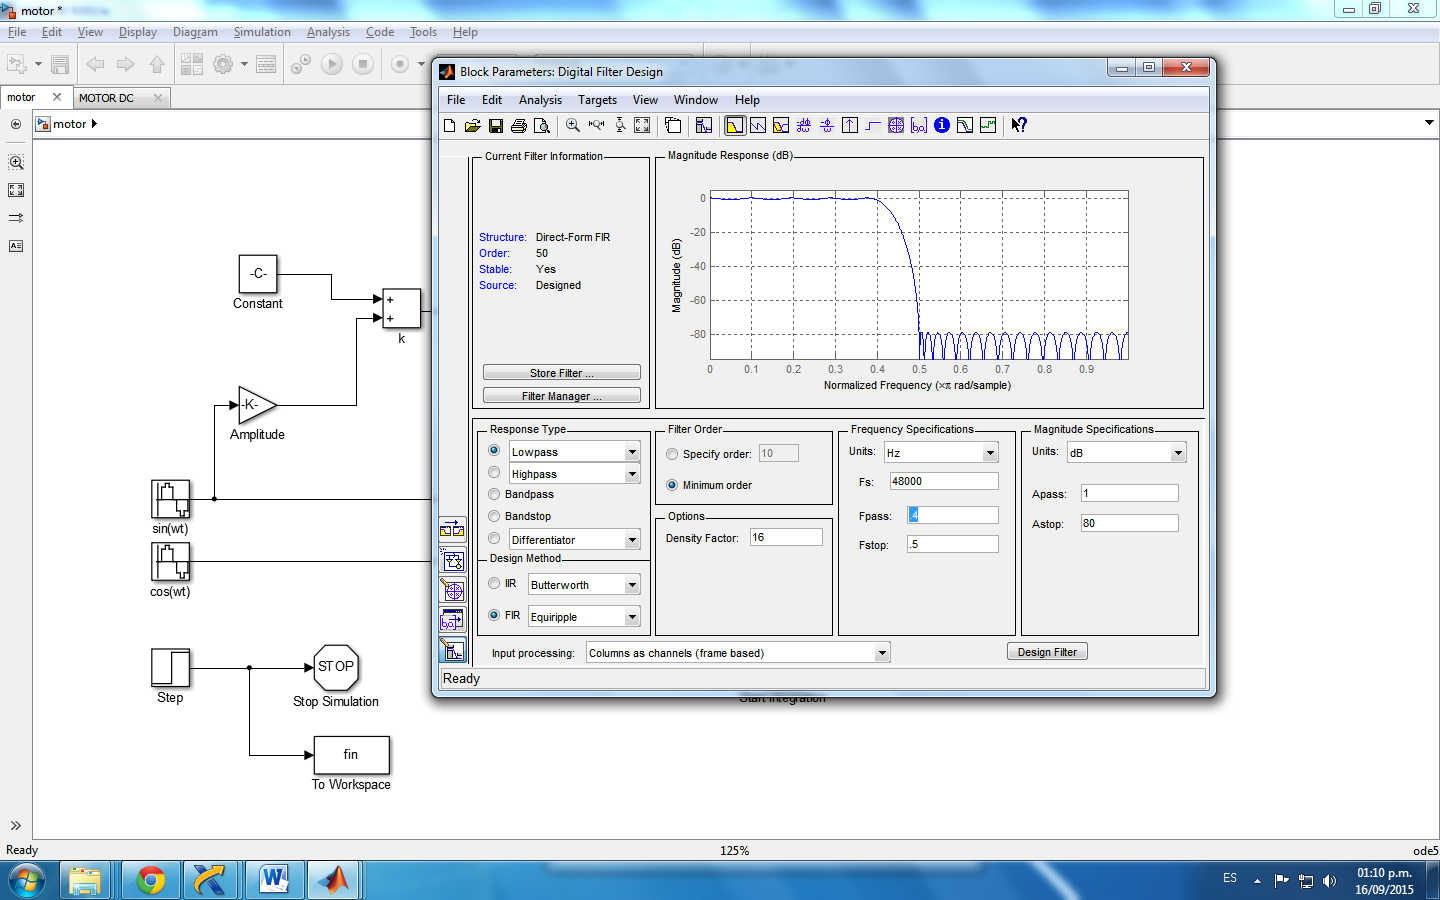 motor *
File Edit View Display Diagram Simulation Analysis Code Tools Help
motor
MOTOR DC
motor
-C-
Constant
+
+
k
-K-
Amplitude
sin(wt)
cos(wt)
Step
STOP
Stop Simulation
fin
To Workspace
Start Integration
Block Parameters: Digital Filter Design
File Edit Analysis Targets View Window Help
Current Filter Information
Structure: Direct-Form FIR
Order: 50
Stable: Yes
Source: Designed
Store Filter ...
Filter Manager ...
Magnitude Response (dB)
Magnitude (dB)
0
-20
-40
-60
-80
0 0.1 0.2 0.3 0.4 0.5 0.6 0.7 0.8 0.9
Normalized Frequency (×π rad/sample)
Response Type
Lowpass
Highpass
Bandpass
Bandstop
Differentiator
Design Method
IIR Butterworth
FIR Equiripple
Filter Order
Specify order: 10
Minimum order
Options
Density Factor: 16
Frequency Specifications
Units: Hz
Fs: 48000
Fpass: .4
Fstop: .5
Magnitude Specifications
Units: dB
Apass: 1
Astop: 80
Input processing: Columns as channels (frame based)
Design Filter
Ready
Ready
125%
ode5
ES
01:10 p.m.
16/09/2015